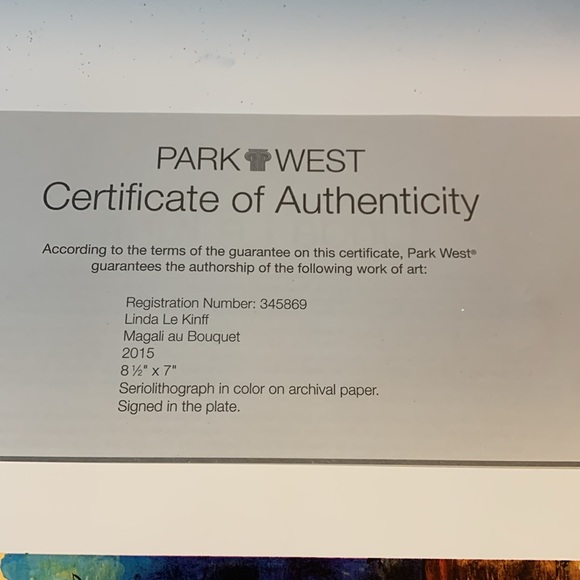 PARK WEST
Certificate of Authenticity
According to the terms of the guarantee on this certificate, Park West®
guarantees the authorship of the following work of art:
Registration Number: 345869
Linda Le Kinff
Magali au Bouquet
2015
8 ½" x 7"
Seriolithograph in color on archival paper.
Signed in the plate.